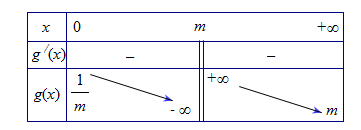 x 0 m +∞
g′(x) – –
g(x) 1/m - ∞ +∞ m